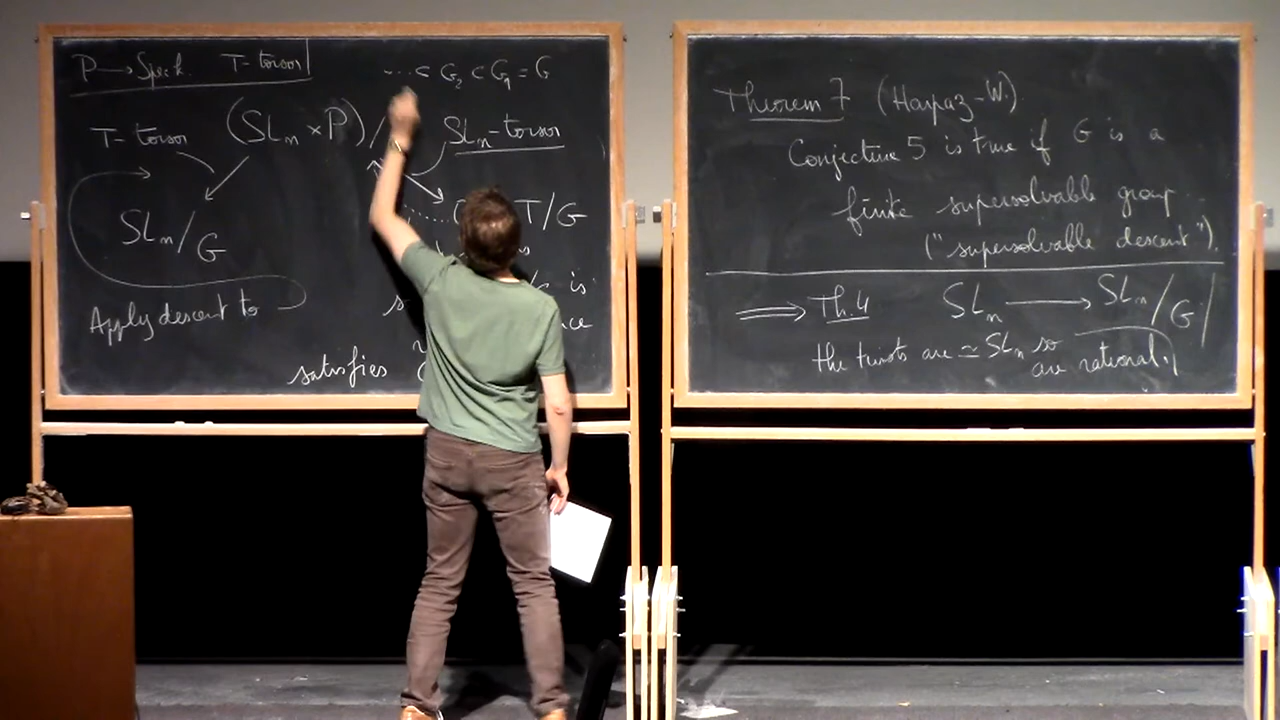 P → Spec k T-torsor
··· ⊂ G₂ ⊂ G₁ = G
T-torsor (SLₙ × P)/ SLₙ-torsor
SLₙ/G T/G
is
Apply descent to
satisfies
Theorem 7 (Harpaz-W.)
Conjecture 5 is true if G is a
finite supersolvable group
("supersolvable descent").
⟹ Th.4 SLₙ → SLₙ/G
the twists are ≃ SLₙ so
are rational.